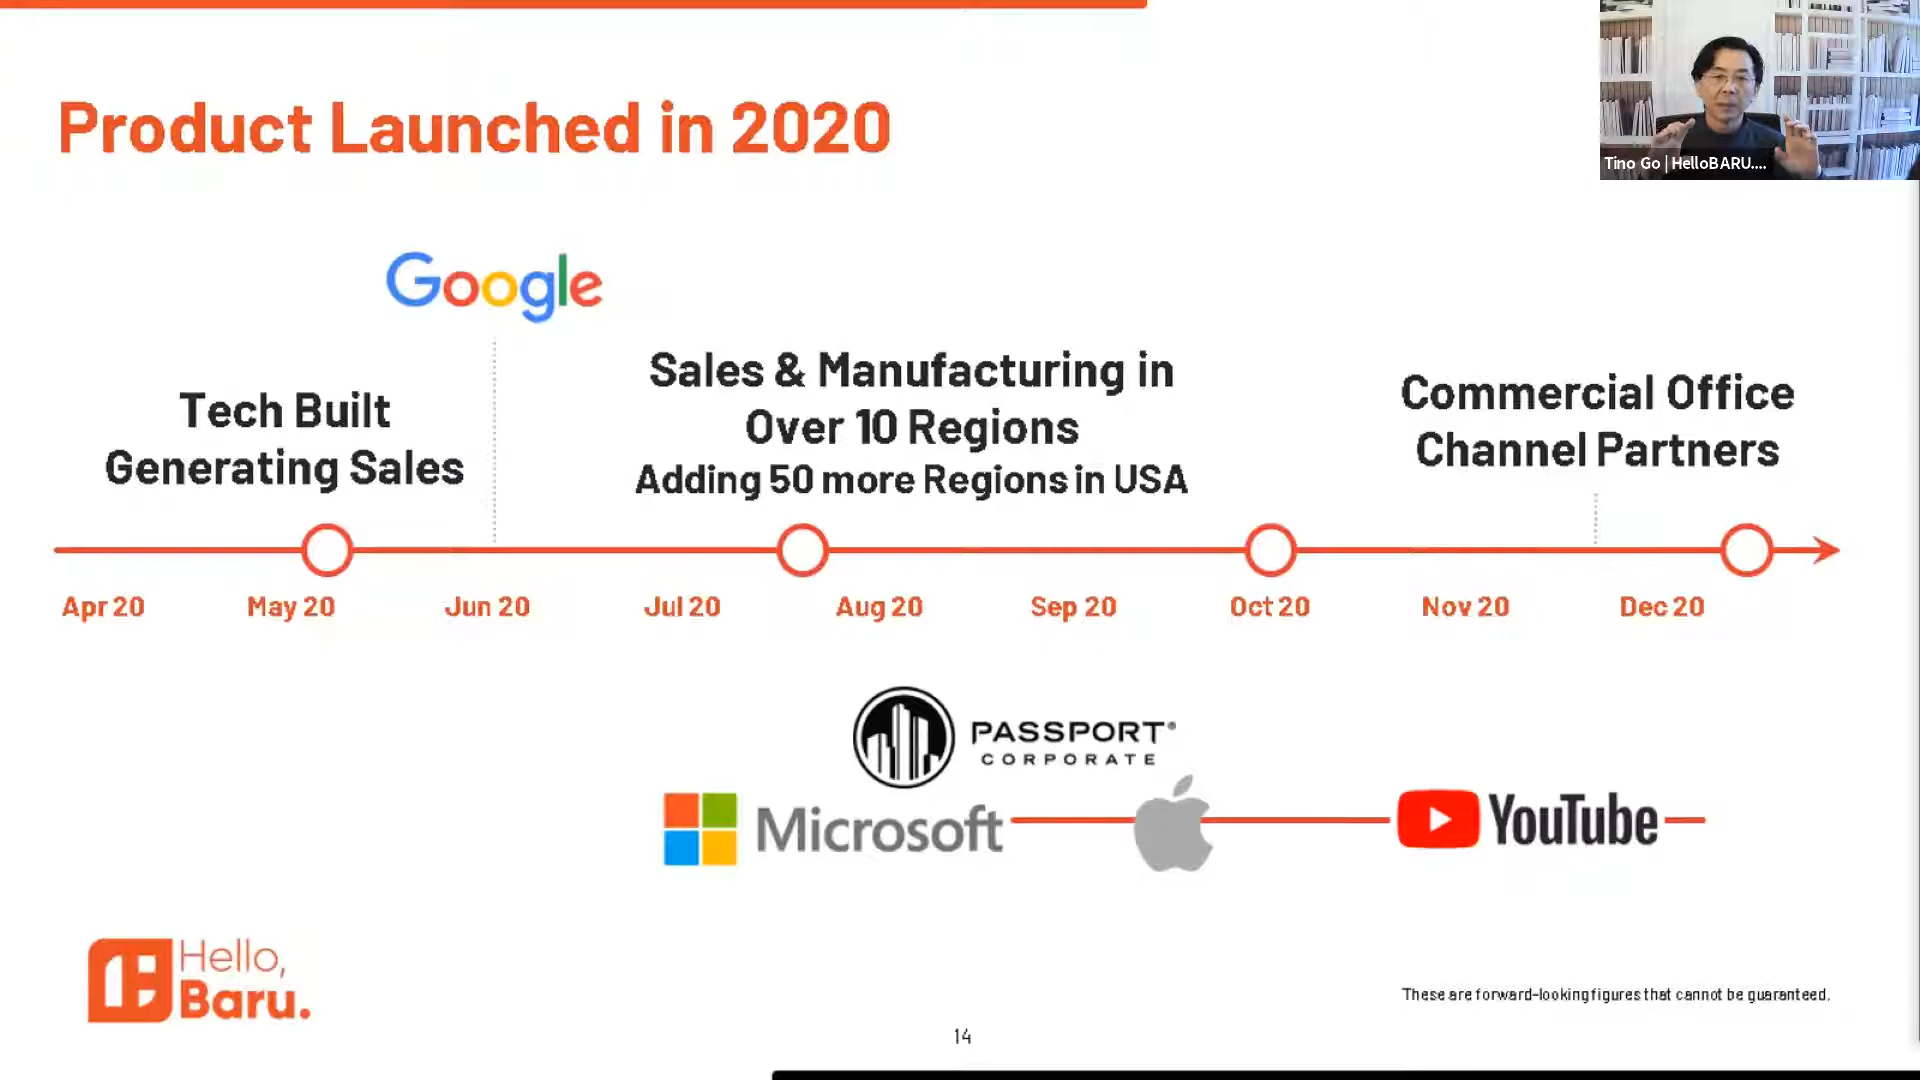 Product Launched in 2020
Tino Go | HelloBARU....
Google
Tech Built
Generating Sales
Sales & Manufacturing in
Over 10 Regions
Adding 50 more Regions in USA
Commercial Office
Channel Partners
Apr 20 May 20 Jun 20 Jul 20 Aug 20 Sep 20 Oct 20 Nov 20 Dec 20
PASSPORT®
CORPORATE
Microsoft YouTube
Hello,
Baru.
These are forward-looking figures that cannot be guaranteed.
14